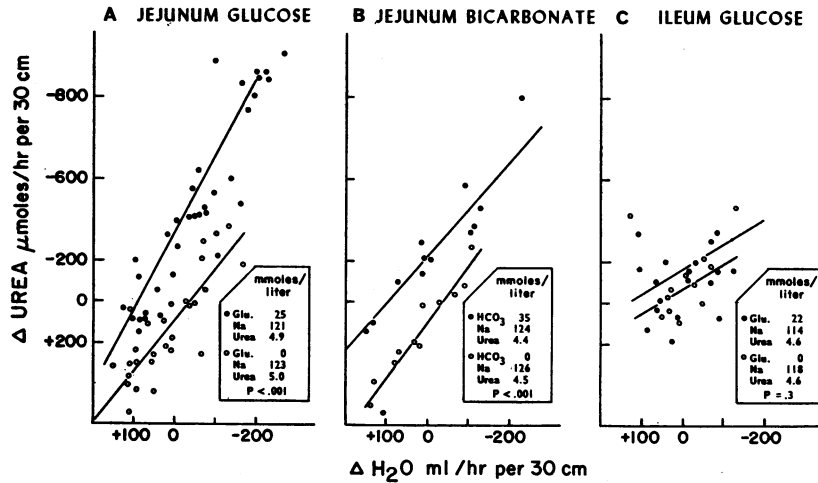 A JEJUNUM GLUCOSE
B JEJUNUM BICARBONATE
C ILEUM GLUCOSE
Δ UREA μmoles/hr per 30 cm
-800
-600
-200
-200
0
+200
mmoles/
liter
Glu. 25
Na 121
Urea 4.9
Glu. 0
Na 123
Urea 5.0
P < .001
mmoles/
liter
HCO3 35
Na 124
Urea 4.4
HCO3 0
Na 126
Urea 4.5
P < .001
mmoles/
liter
Glu. 22
Na 114
Urea 4.6
Glu. 0
Na 118
Urea 4.6
P = .3
+100 0 -200
+100 0 -200
+100 0 -200
Δ H2O ml/hr per 30 cm